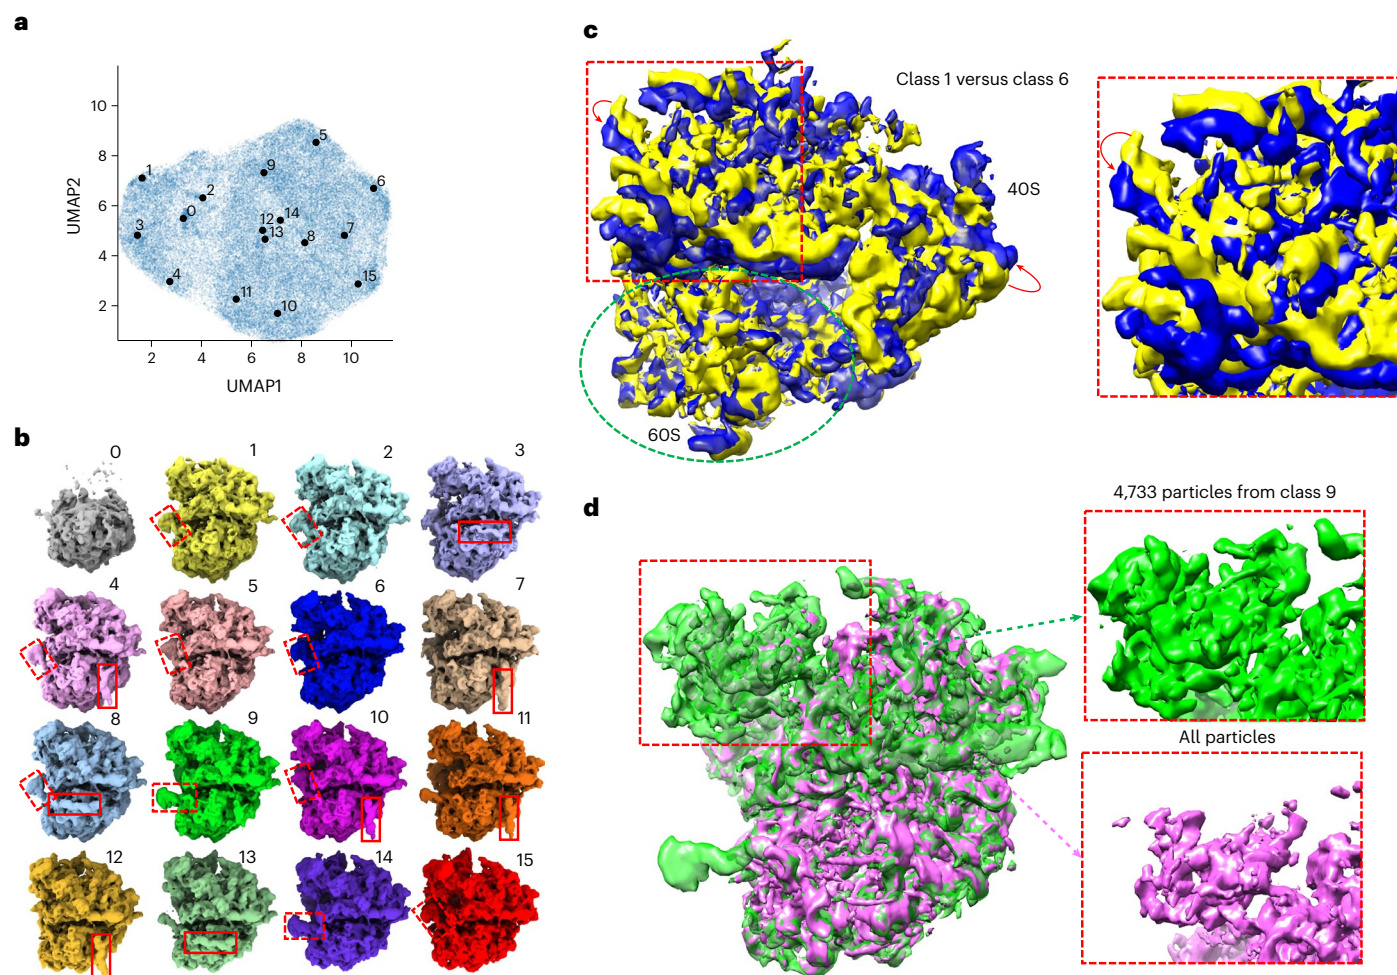 a
10
8
6
4
2
UMAP2
2 4 6 8 10
UMAP1
5
1
9
6
2
0
14
12
3
13
8
7
4
15
11
10
b
0 1 2 3
4 5 6 7
8 9 10 11
12 13 14 15
c
Class 1 versus class 6
40S
60S
d
4,733 particles from class 9
All particles